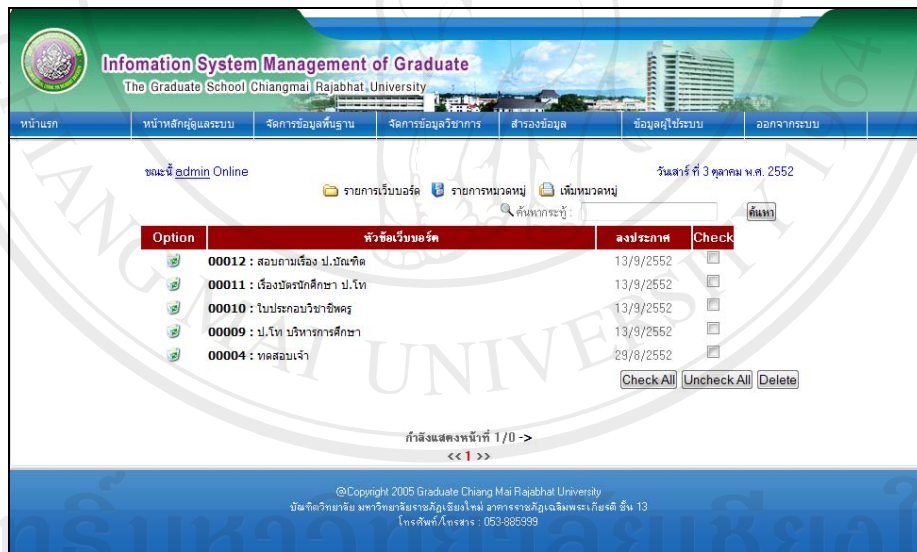 Infomation System Management of Graduate
The Graduate School Chiangmai Rajabhat University
หน้าแรก หน้าหลักผู้ดูแลระบบ จัดการข้อมูลพื้นฐาน จัดการข้อมูลวิชาการ สำรองข้อมูล ข้อมูลผู้ใช้ระบบ ออกจากระบบ
ขณะนี้ admin Online วันเสาร์ ที่ 3 ตุลาคม พ.ศ. 2552
รายการเว็บบอร์ด รายการหมวดหมู่ เพิ่มหมวดหมู่
ค้นหากระทู้ : ค้นหา
Option หัวข้อเว็บบอร์ด ลงประกาศ Check
00012 : สอบถามเรื่อง ป.บัณฑิต 13/9/2552
00011 : เรื่องบัตรนักศึกษา ป.โท 13/9/2552
00010 : ใบประกอบวิชาชีพครู 13/9/2552
00009 : ป.โท บริหารการศึกษา 13/9/2552
00004 : ทดสอบเจ้า 29/8/2552
Check All Uncheck All Delete
กำลังแสดงหน้าที่ 1/0 ->
<< 1 >>
@Copyright 2005 Graduate Chiang Mai Rajabhat University
บัณฑิตวิทยาลัย มหาวิทยาลัยราชภัฏเชียงใหม่ อาคารราชภัฏเฉลิมพระเกียรติ ชั้น 13
โทรศัพท์/โทรสาร : 053-885999